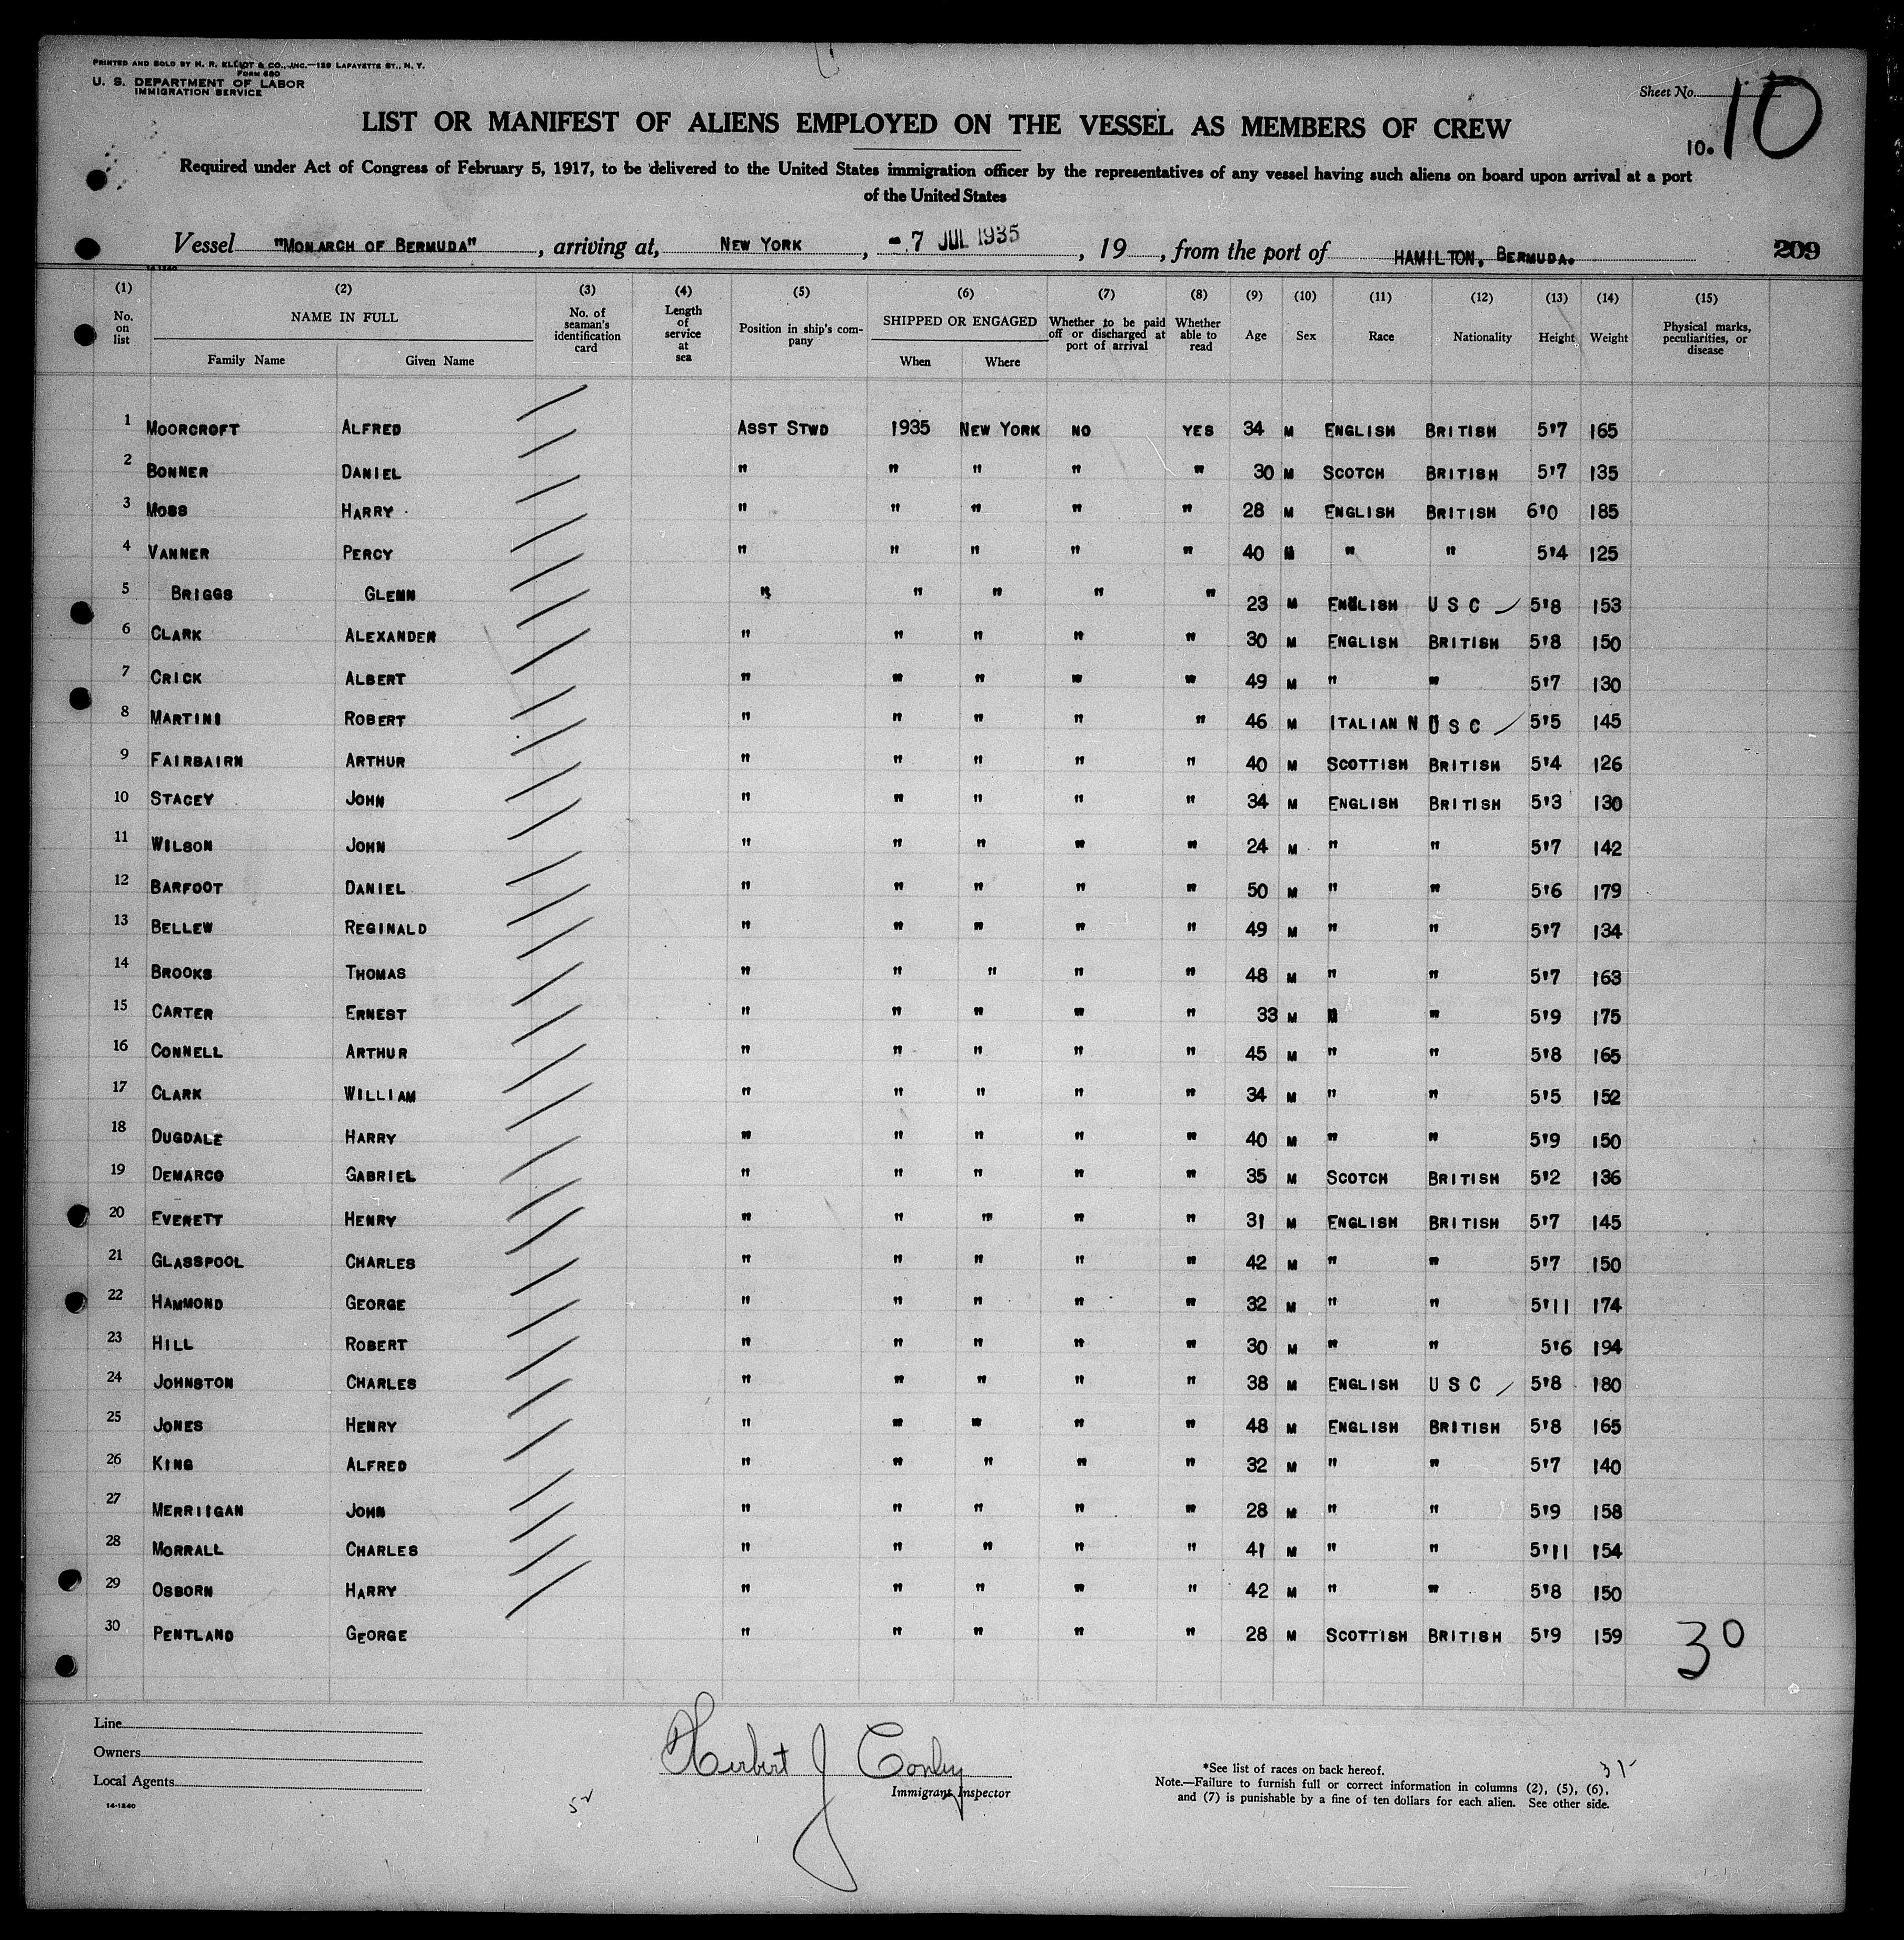 PRINTED AND SOLD BY H. R. ELLIOT & CO., INC.—129 LAFAYETTE ST., N. Y.
FORM 680
U. S. DEPARTMENT OF LABOR
IMMIGRATION SERVICE
Sheet No. 10
10.
LIST OR MANIFEST OF ALIENS EMPLOYED ON THE VESSEL AS MEMBERS OF CREW
Required under Act of Congress of February 5, 1917, to be delivered to the United States immigration officer by the representatives of any vessel having such aliens on board upon arrival at a port
of the United States
Vessel "MONARCH OF BERMUDA", arriving at, NEW YORK, -7 JUL 1935, 19, from the port of HAMILTON, BERMUDA. 209
14-1240
(1) (2) (3) (4) (5) (6) (7) (8) (9) (10) (11) (12) (13) (14) (15)
No. on list NAME IN FULL Family Name Given Name No. of seaman's identification card Length of service at sea Position in ship's company SHIPPED OR ENGAGED When Where Whether to be paid off or discharged at port of arrival Whether able to read Age Sex Race Nationality Height Weight Physical marks, peculiarities, or disease
1 MOORCROFT ALFRED ASST STWD 1935 NEW YORK NO YES 34 M ENGLISH BRITISH 5'7 165
2 BONNER DANIEL " " " " " 30 M SCOTCH BRITISH 5'7 135
3 MOSS HARRY " " " " " 28 M ENGLISH BRITISH 6'0 185
4 VANNER PERCY " " " " " 40 M " " 5'4 125
5 BRIGGS GLENN " " " " " 23 M ENGLISH U S C 5'8 153
6 CLARK ALEXANDER " " " " " 30 M ENGLISH BRITISH 5'8 150
7 CRICK ALBERT " " " " " 49 M " " 5'7 130
8 MARTINI ROBERT " " " " " 46 M ITALIAN N U S C 5'5 145
9 FAIRBAIRN ARTHUR " " " " " 40 M SCOTTISH BRITISH 5'4 126
10 STACEY JOHN " " " " " 34 M ENGLISH BRITISH 5'3 130
11 WILSON JOHN " " " " " 24 M " " 5'7 142
12 BARFOOT DANIEL " " " " " 50 M " " 5'6 179
13 BELLEW REGINALD " " " " " 49 M " " 5'7 134
14 BROOKS THOMAS " " " " " 48 M " " 5'7 163
15 CARTER ERNEST " " " " " 33 M " " 5'9 175
16 CONNELL ARTHUR " " " " " 45 M " " 5'8 165
17 CLARK WILLIAM " " " " " 34 M " " 5'5 152
18 DUGDALE HARRY " " " " " 40 M " " 5'9 150
19 DEMARCO GABRIEL " " " " " 35 M SCOTCH BRITISH 5'2 136
20 EVERETT HENRY " " " " " 31 M ENGLISH BRITISH 5'7 145
21 GLASSPOOL CHARLES " " " " " 42 M " " 5'7 150
22 HAMMOND GEORGE " " " " " 32 M " " 5'11 174
23 HILL ROBERT " " " " " 30 M " " 5'6 194
24 JOHNSTON CHARLES " " " " " 38 M ENGLISH U S C 5'8 180
25 JONES HENRY " " " " " 48 M ENGLISH BRITISH 5'8 165
26 KING ALFRED " " " " " 32 M " " 5'7 140
27 MERRIIGAN JOHN " " " " " 28 M " " 5'9 158
28 MORRALL CHARLES " " " " " 41 M " " 5'11 154
29 OSBORN HARRY " " " " " 42 M " " 5'8 150
30 PENTLAND GEORGE " " " " " 28 M SCOTTISH BRITISH 5'9 159 30
Line
Owners
Local Agents
14-1240
Herbert J Conley
Immigrant Inspector
*See list of races on back hereof.
Note.—Failure to furnish full or correct information in columns (2), (5), (6),
and (7) is punishable by a fine of ten dollars for each alien. See other side.